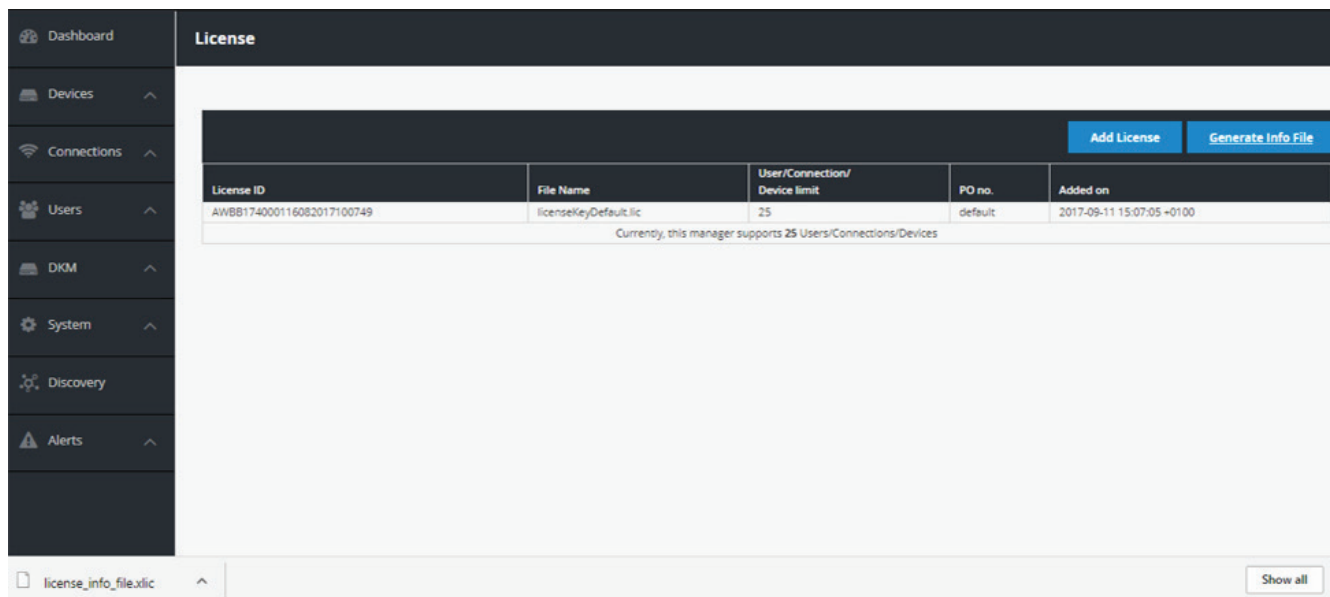 Dashboard
License
Devices
Add License
Generate Info File
Connections
License ID
File Name
User/Connection/
Device limit
PO no.
Added on
Users
AWBB174000116082017100749
licenseKeyDefault.lic
25
default
2017-09-11 15:07:05 +0100
Currently, this manager supports 25 Users/Connections/Devices
DKM
System
Discovery
Alerts
license_info_file.xlic
Show all